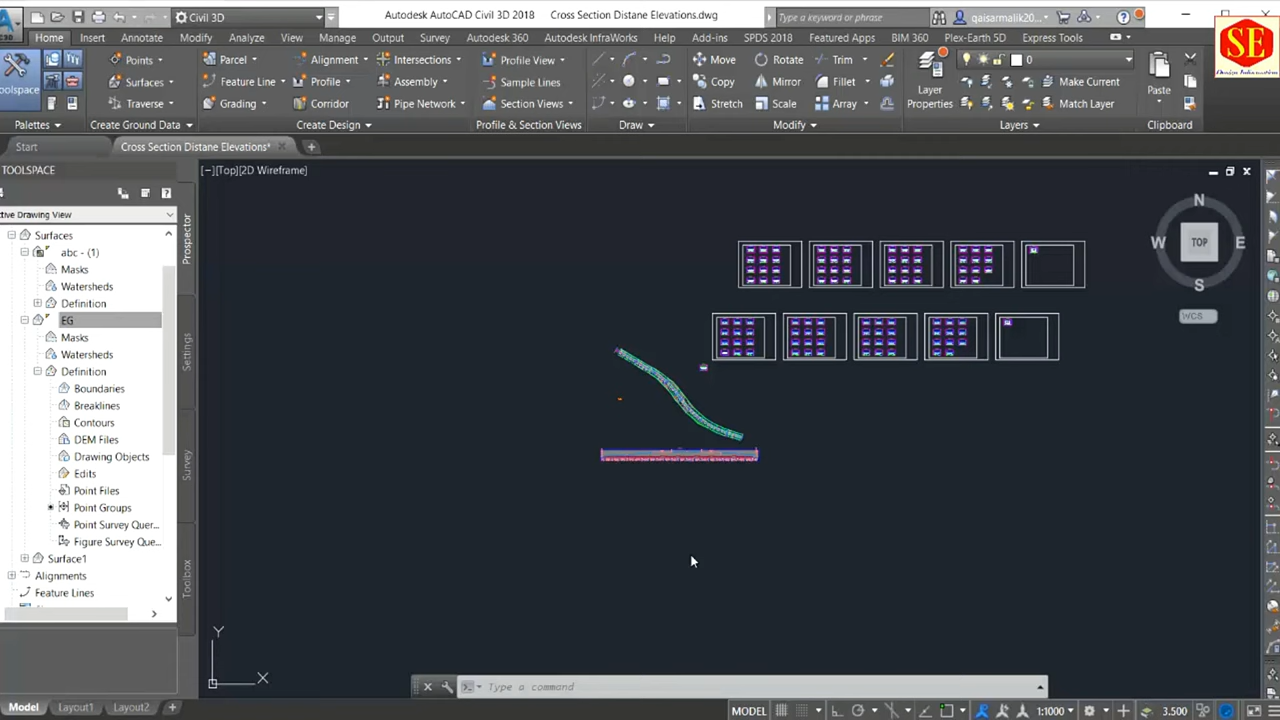 Civil 3D
Autodesk AutoCAD Civil 3D 2018 Cross Section Distane Elevations.dwg
Type a keyword or phrase
qaisarmalik20...
SE
Home Insert Annotate Modify Analyze View Manage Output Survey Autodesk 360 Autodesk InfraWorks Help Add-ins SPDS 2018 Featured Apps BIM 360 Plex-Earth 5D Express Tools
Points Parcel Alignment Intersections Profile View Move Rotate Trim 0
Surfaces Feature Line Profile Assembly Sample Lines Copy Mirror Fillet Make Current
Traverse Grading Corridor Pipe Network Section Views Stretch Scale Array Match Layer
oolspace Layer Properties Paste
Palettes Create Ground Data Create Design Profile & Section Views Draw Modify Layers Clipboard
Start Cross Section Distane Elevations*
TOOLSPACE
[−][Top][2D Wireframe]
ctive Drawing View
Surfaces
abc - (1)
Masks
Watersheds
Definition
EG
Masks
Watersheds
Definition
Boundaries
Breaklines
Contours
DEM Files
Drawing Objects
Edits
Point Files
Point Groups
Point Survey Quer...
Figure Survey Que...
Surface1
Alignments
Feature Lines
Prospector
Settings
Survey
Toolbox
N
W TOP E
S
WCS
Y
X
Type a command
Model Layout1 Layout2
MODEL 1:1000 3.500